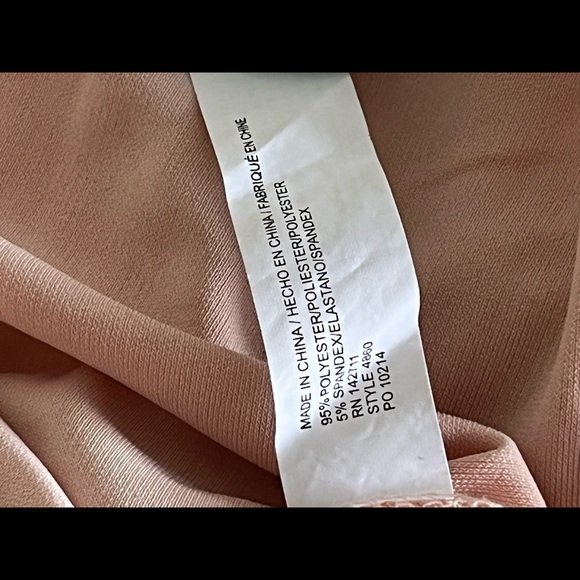 MADE IN CHINA / HECHO EN CHINA / FABRIQUÉ EN CHINE
95% POLYESTER/POLIESTER/POLYESTER
5% SPANDEX/ELASTANO/SPANDEX
RN 142711
STYLE 4860
PO 10214